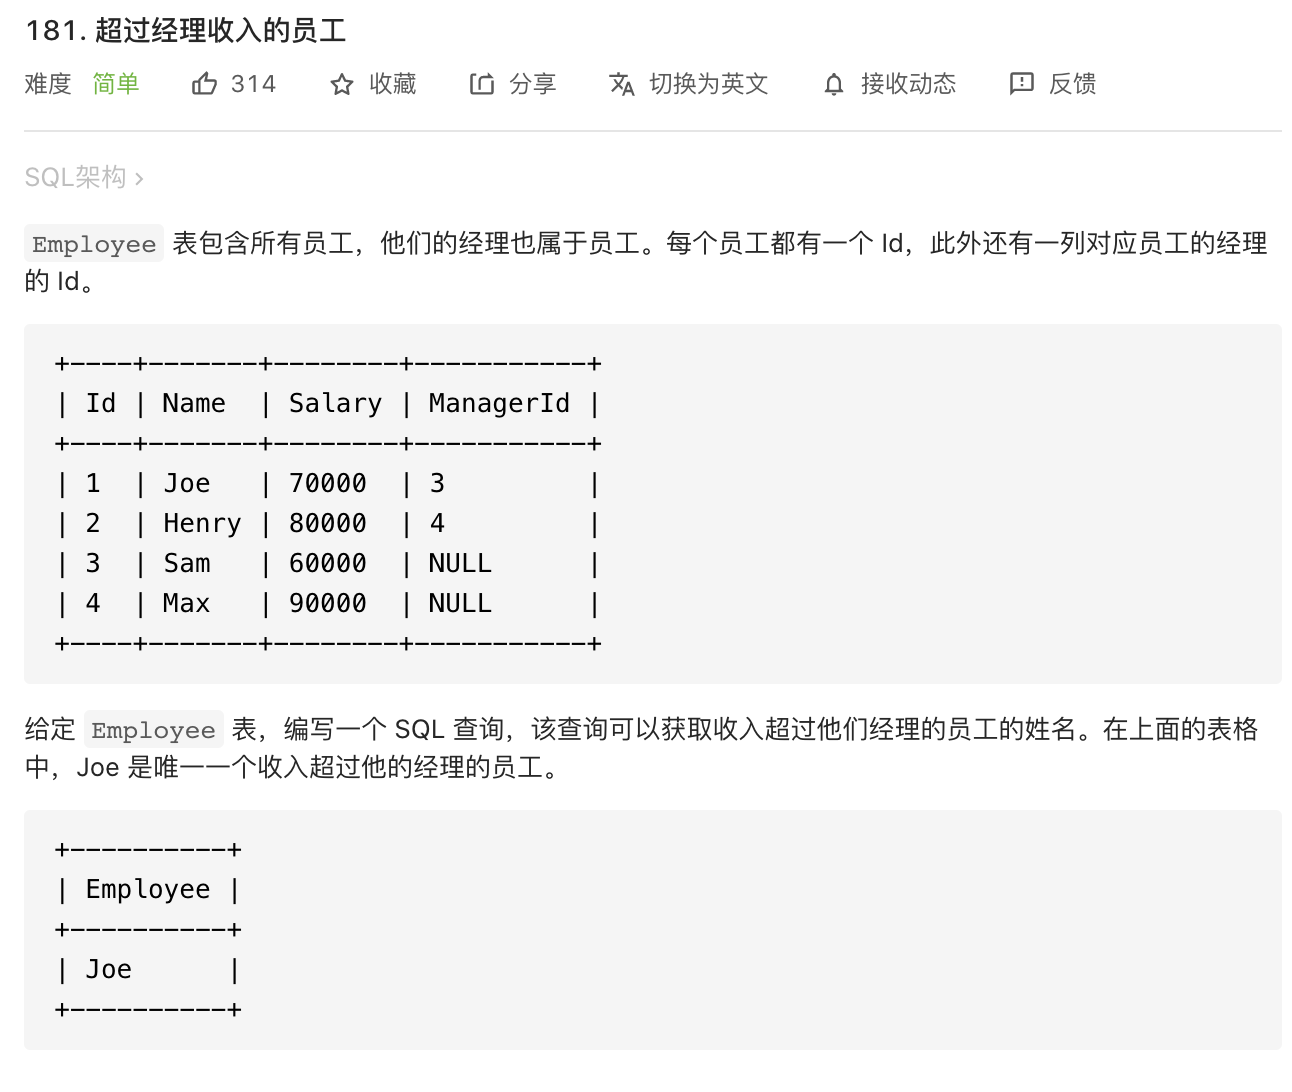 181. 超过经理收入的员工
难度 简单 314 收藏 分享 切换为英文 接收动态 反馈
SQL架构 ›
Employee 表包含所有员工，他们的经理也属于员工。每个员工都有一个 Id，此外还有一列对应员工的经理
的 Id。
+----+-------+--------+-----------+
| Id | Name  | Salary | ManagerId |
+----+-------+--------+-----------+
| 1  | Joe   | 70000  | 3         |
| 2  | Henry | 80000  | 4         |
| 3  | Sam   | 60000  | NULL      |
| 4  | Max   | 90000  | NULL      |
+----+-------+--------+-----------+
给定 Employee 表，编写一个 SQL 查询，该查询可以获取收入超过他们经理的员工的姓名。在上面的表格
中，Joe 是唯一一个收入超过他的经理的员工。
+----------+
| Employee |
+----------+
| Joe      |
+----------+